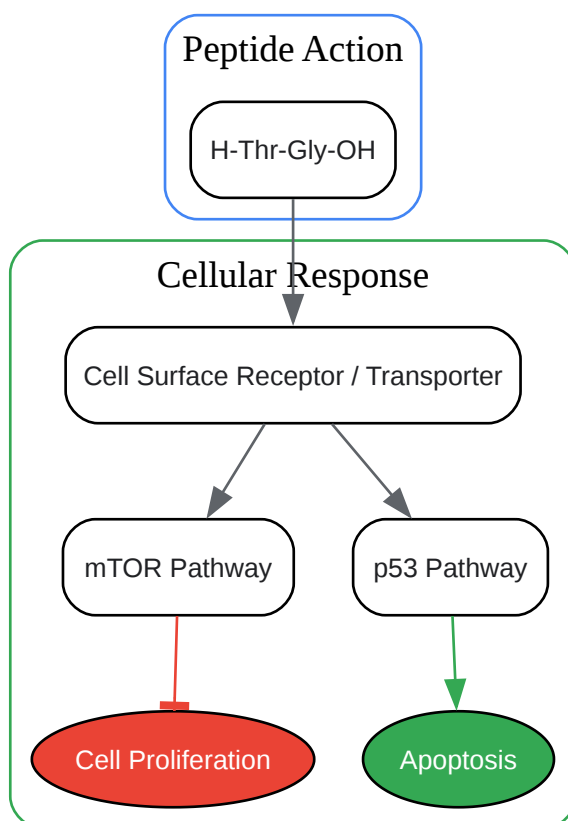 Peptide Action
H-Thr-Gly-OH
Cellular Response
Cell Surface Receptor / Transporter
mTOR Pathway
p53 Pathway
Cell Proliferation
Apoptosis